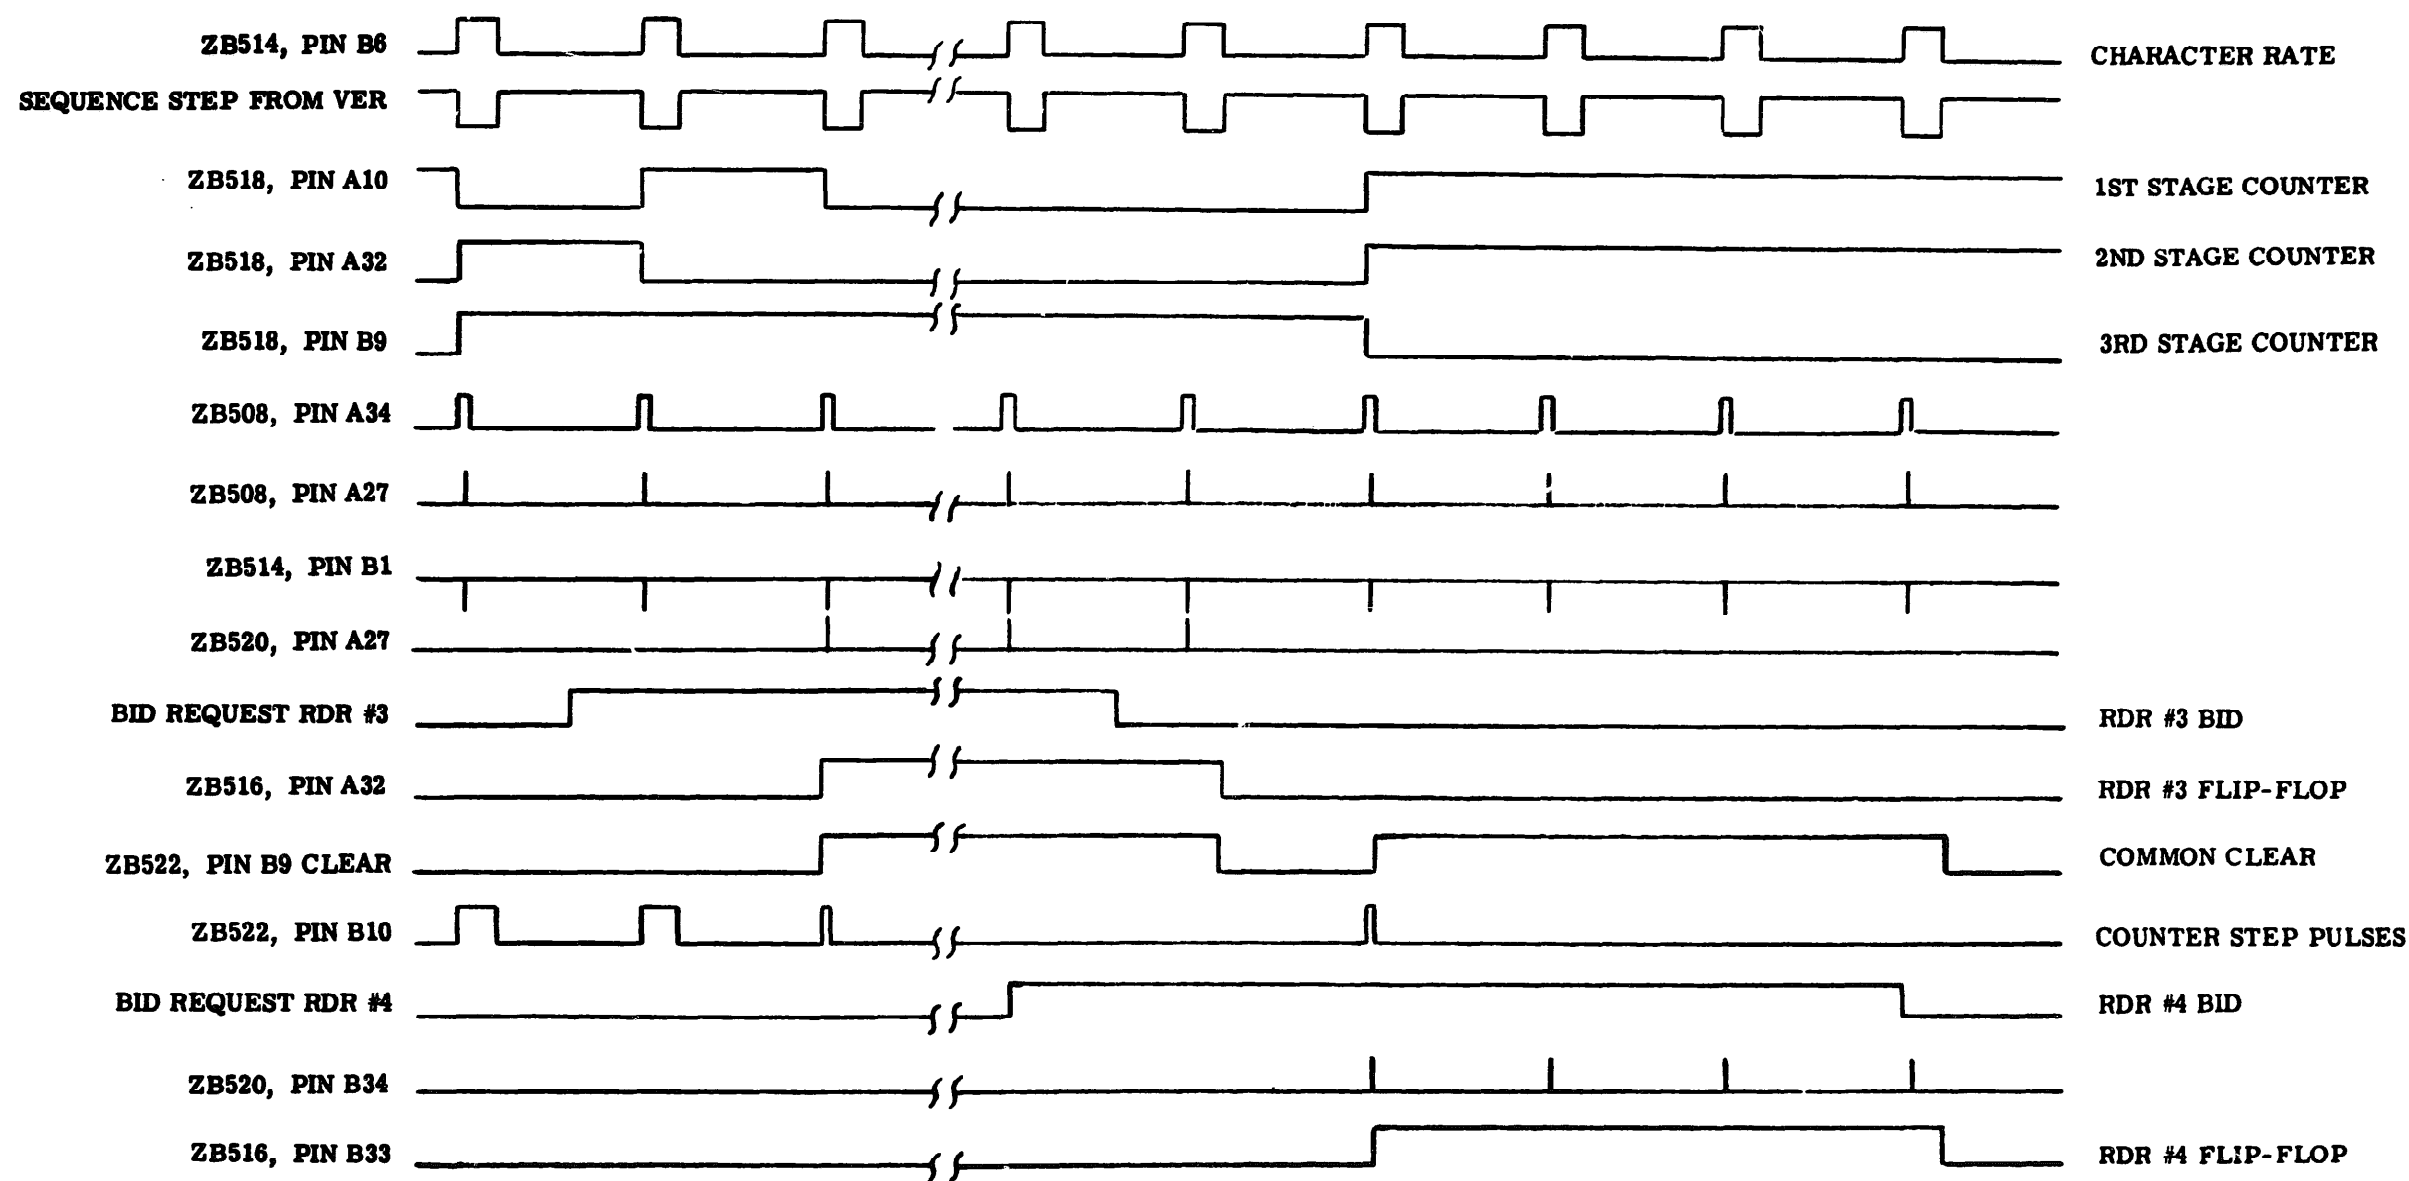 ZB514, PIN B6
CHARACTER RATE
SEQUENCE STEP FROM VER
ZB518, PIN A10
1ST STAGE COUNTER
ZB518, PIN A32
2ND STAGE COUNTER
ZB518, PIN B9
3RD STAGE COUNTER
ZB508, PIN A34
ZB508, PIN A27
ZB514, PIN B1
ZB520, PIN A27
BID REQUEST RDR #3
RDR #3 BID
ZB516, PIN A32
RDR #3 FLIP-FLOP
ZB522, PIN B9 CLEAR
COMMON CLEAR
ZB522, PIN B10
COUNTER STEP PULSES
BID REQUEST RDR #4
RDR #4 BID
ZB520, PIN B34
ZB516, PIN B33
RDR #4 FLIP-FLOP